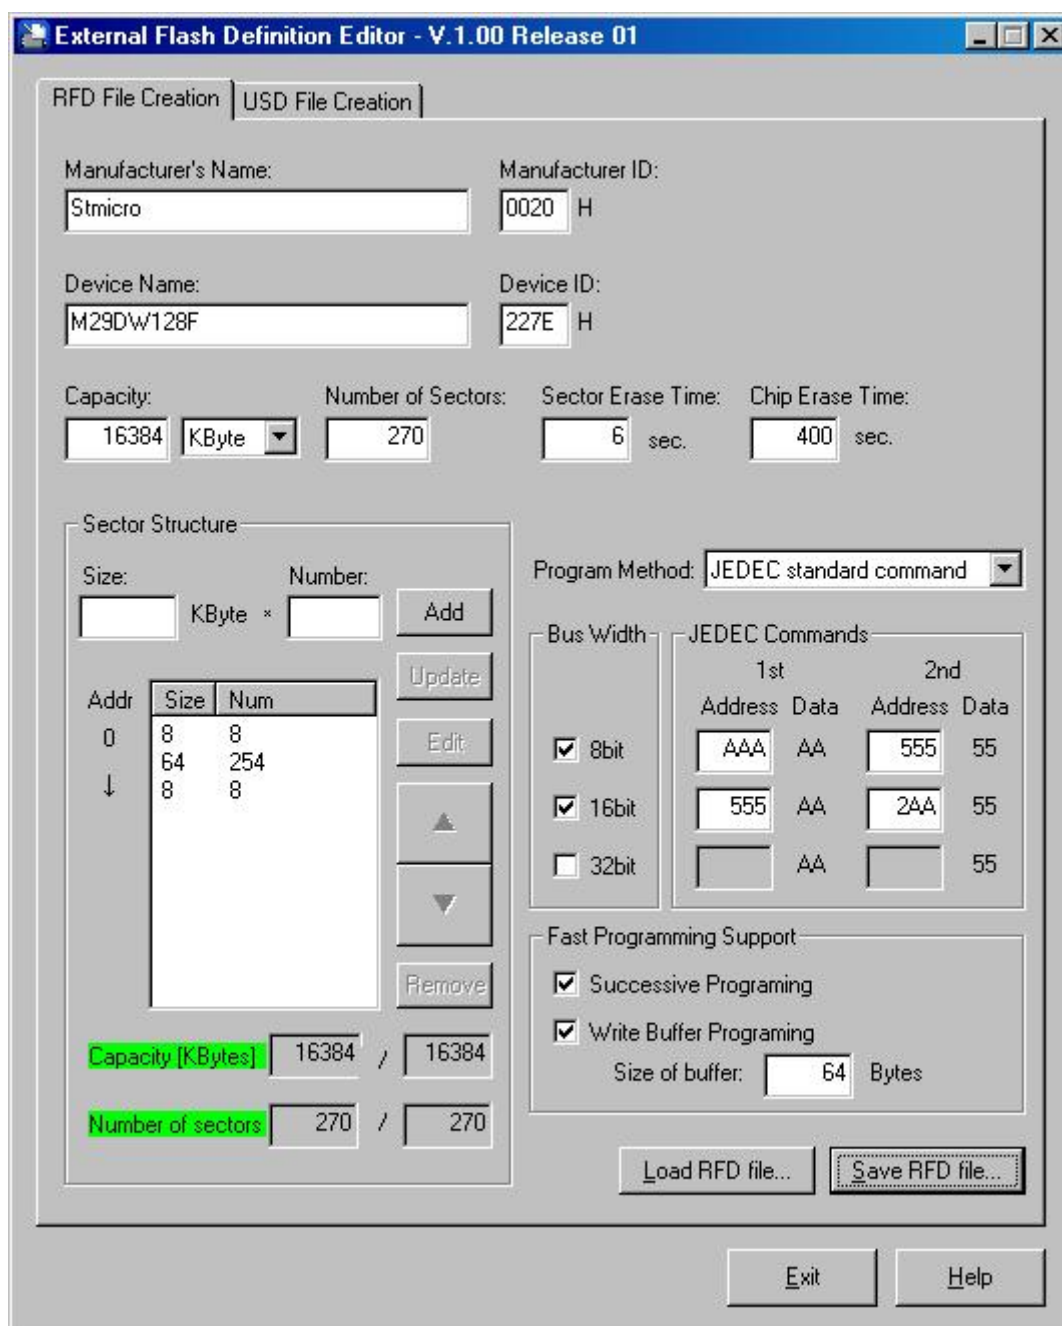 External Flash Definition Editor - V.1.00 Release 01
RFD File Creation USD File Creation
Manufacturer's Name: Manufacturer ID:
Stmicro 0020 H
Device Name: Device ID:
M29DW128F 227E H
Capacity: Number of Sectors: Sector Erase Time: Chip Erase Time:
16384 KByte 270 6 sec. 400 sec.
Sector Structure
Size: Number:
KByte × Add
Update
Addr Size Num
0 8 8
64 254
↓ 8 8
Edit
Remove
Capacity [KBytes] 16384 / 16384
Number of sectors 270 / 270
Program Method: JEDEC standard command
Bus Width JEDEC Commands
1st 2nd
Address Data Address Data
8bit AAA AA 555 55
16bit 555 AA 2AA 55
32bit AA 55
Fast Programming Support
Successive Programing
Write Buffer Programing
Size of buffer: 64 Bytes
Load RFD file... Save RFD file...
Exit Help